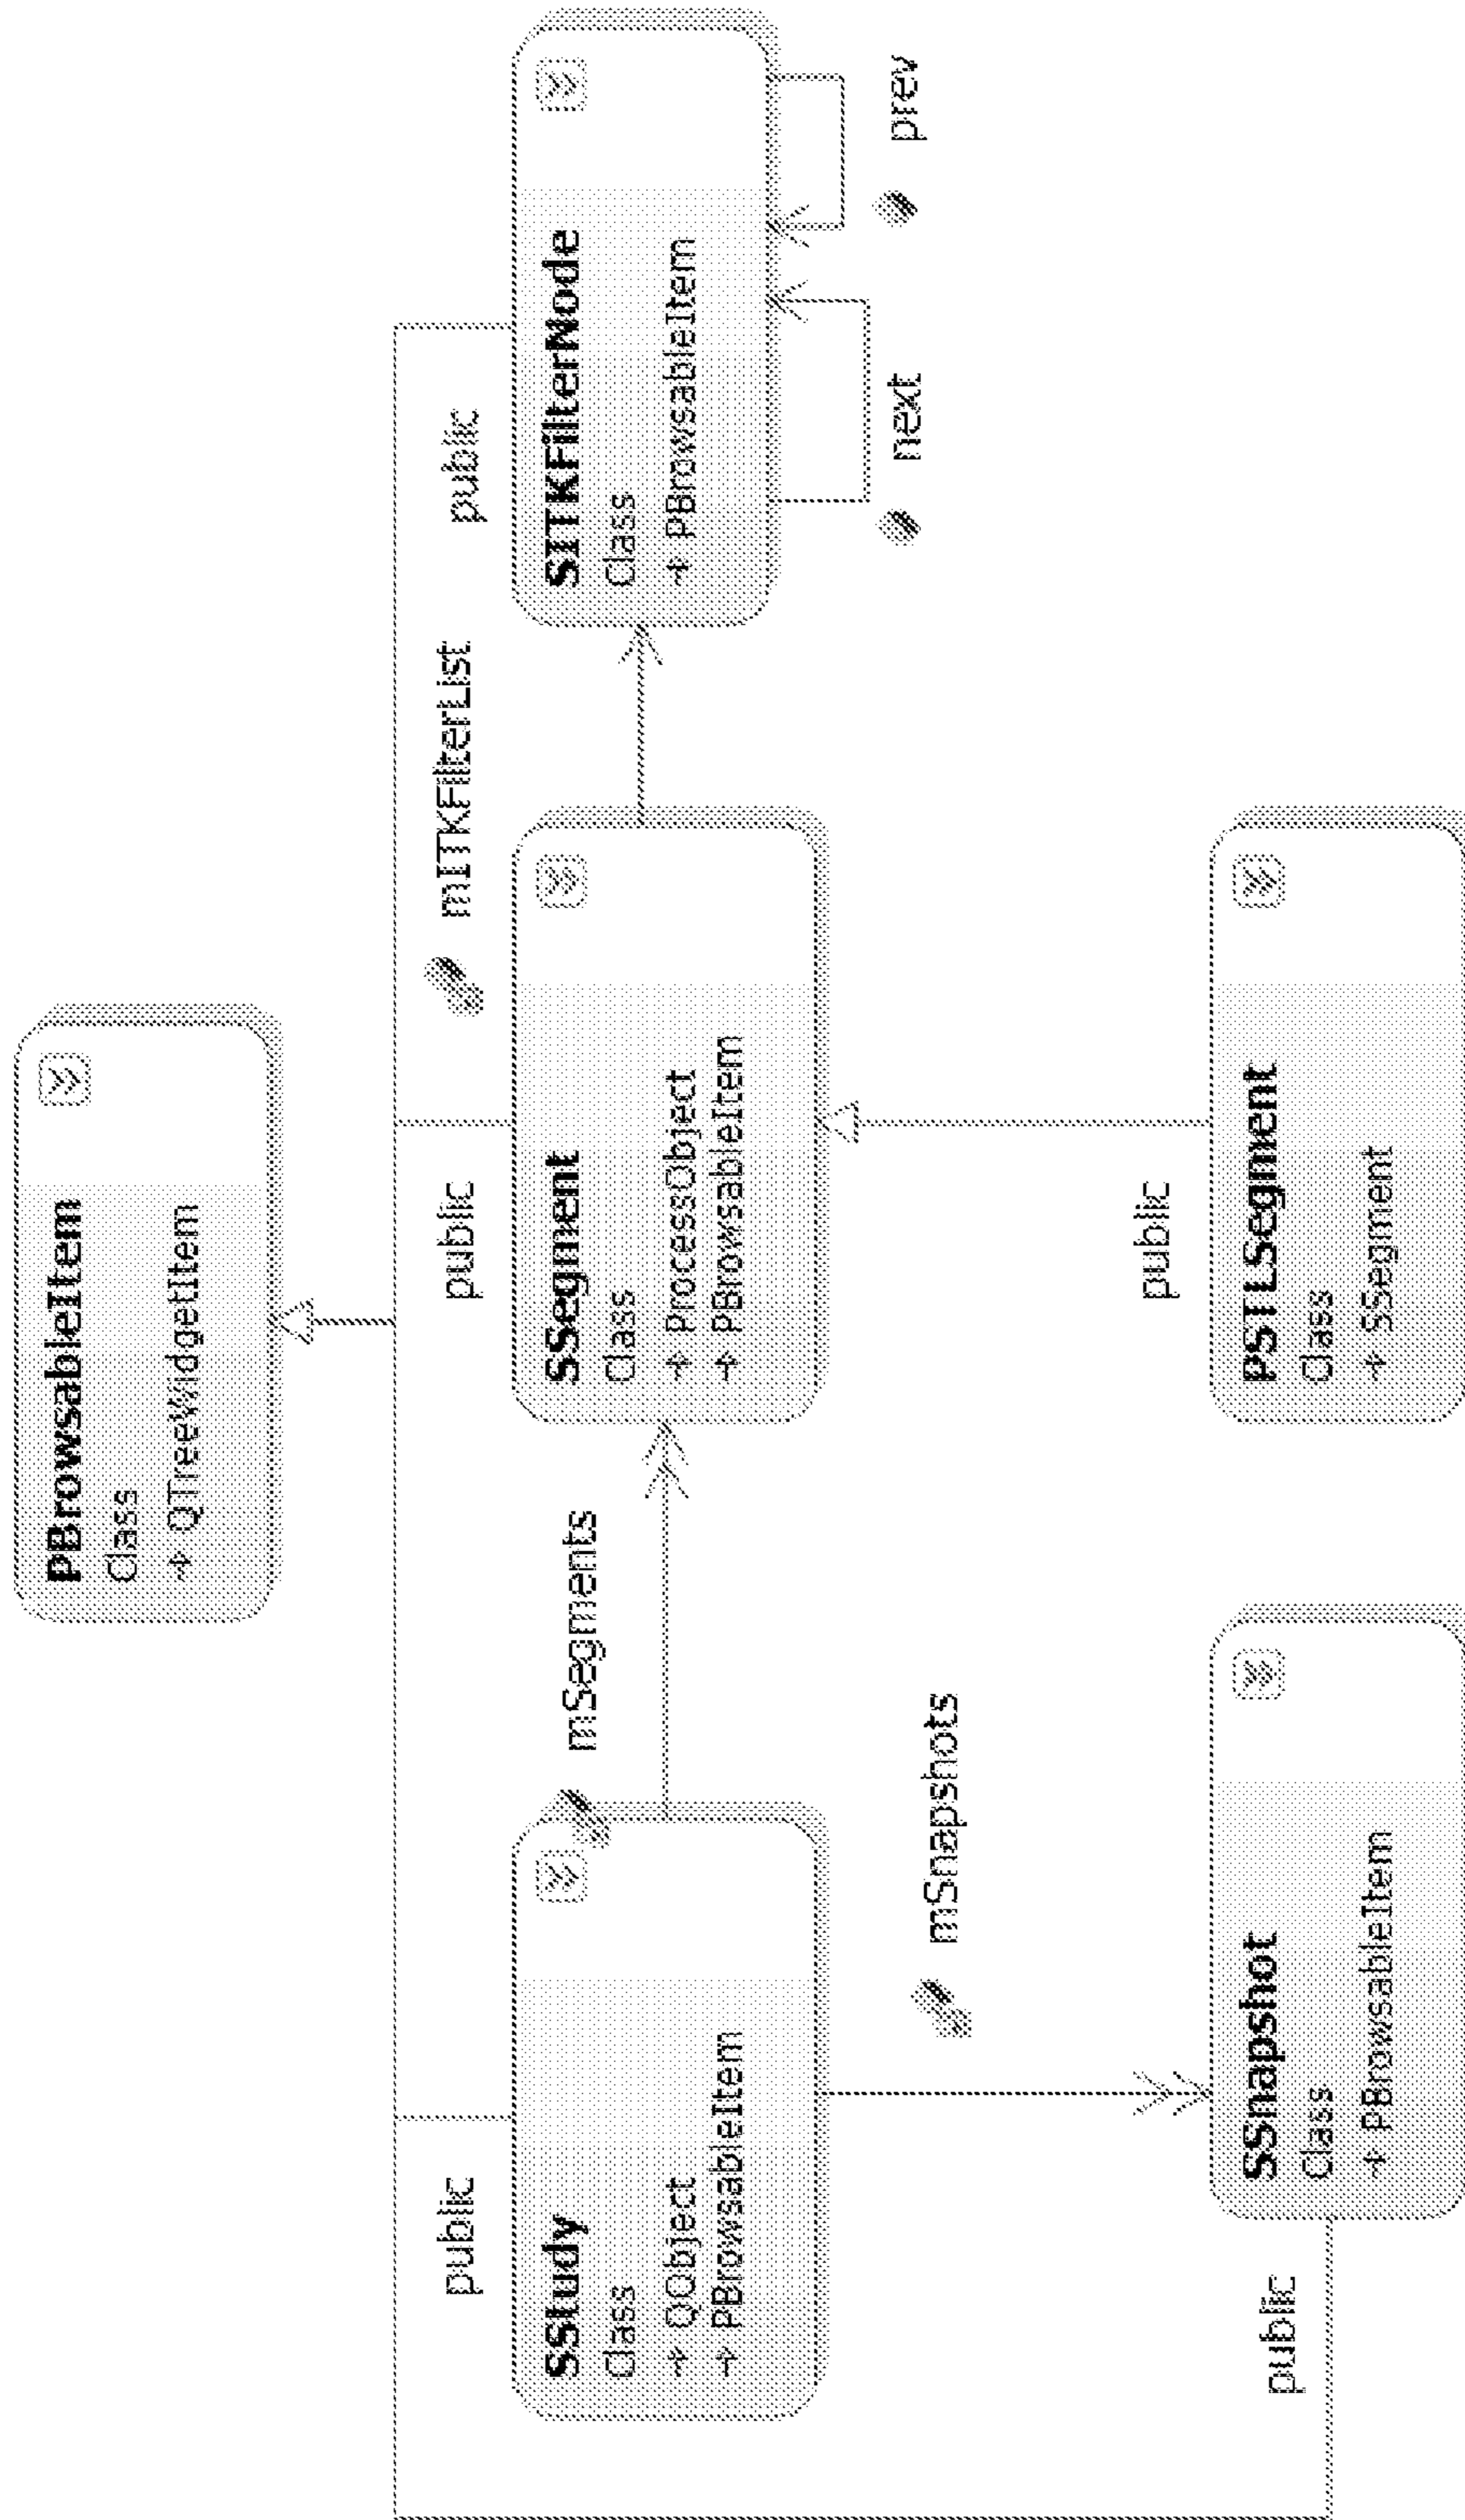 PBrowsableItem
Class
QTreeWidgetItem
public
public
public
mITKFilterList
SStudy
Class
QObject
PBrowsableItem
mSegments
SSegment
Class
ProcessObject
PBrowsableItem
SITKFilterNode
Class
PBrowsableItem
next
prev
mSnapshots
public
public
SSnapshot
Class
PBrowsableItem
PSTLSegment
Class
SSegment